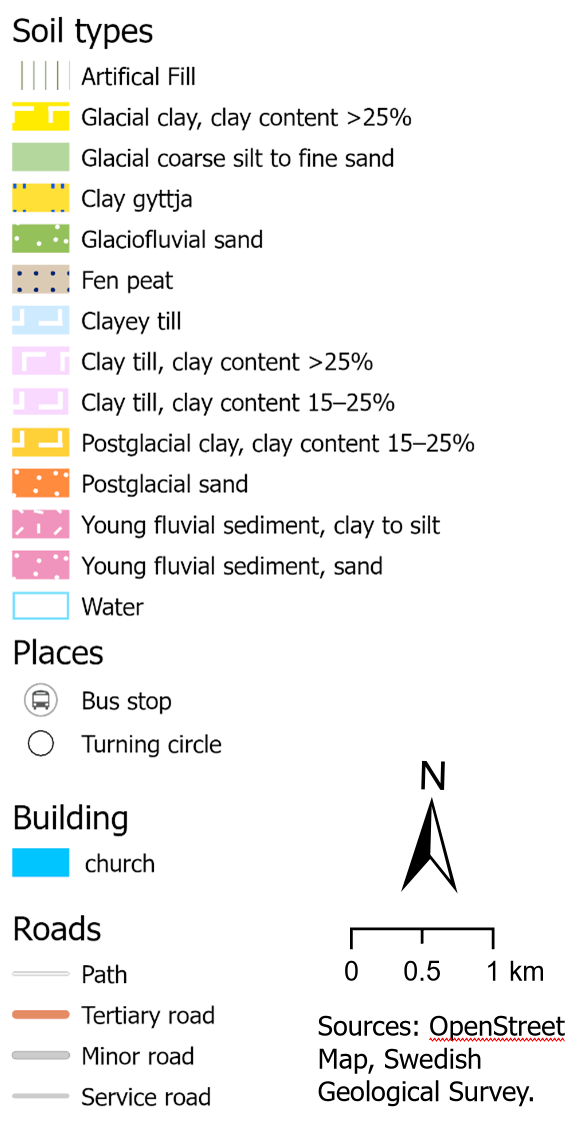 Soil types
Artifical Fill
Glacial clay, clay content >25%
Glacial coarse silt to fine sand
Clay gyttja
Glaciofluvial sand
Fen peat
Clayey till
Clay till, clay content >25%
Clay till, clay content 15–25%
Postglacial clay, clay content 15–25%
Postglacial sand
Young fluvial sediment, clay to silt
Young fluvial sediment, sand
Water
Places
Bus stop
Turning circle
Building
church
Roads
Path
Tertiary road
Minor road
Service road
N
0 0.5 1 km
Sources: OpenStreet
Map, Swedish
Geological Survey.